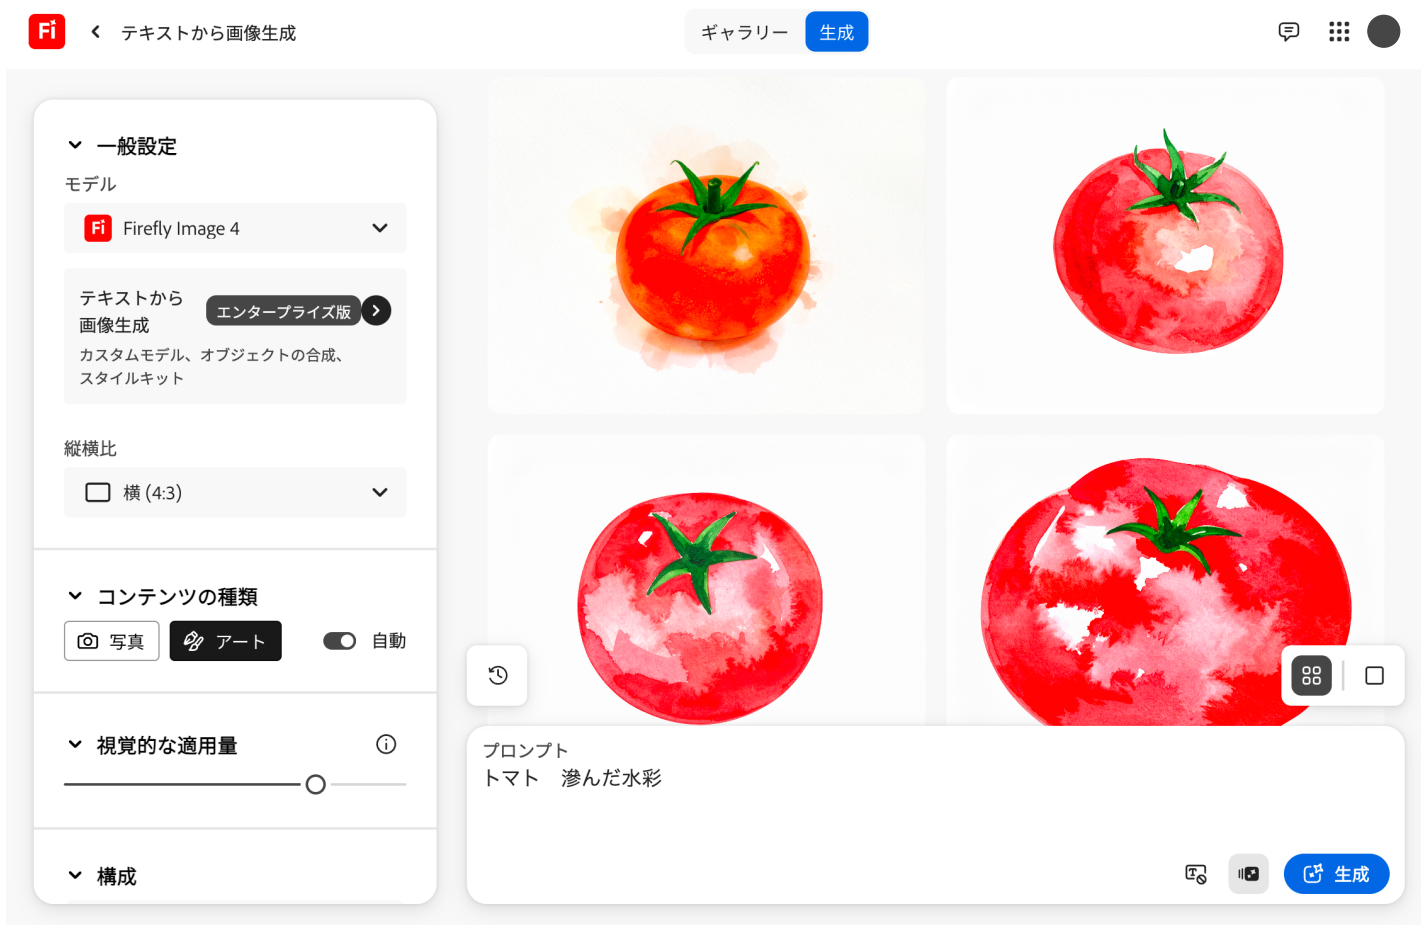 Fi
テキストから画像生成
ギャラリー
生成
一般設定
モデル
Fi
Firefly Image 4
テキストから
画像生成
エンタープライズ版
カスタムモデル、オブジェクトの合成、
スタイルキット
縦横比
横 (4:3)
コンテンツの種類
写真
アート
自動
視覚的な適用量
構成
プロンプト
トマト　滲んだ水彩
生成